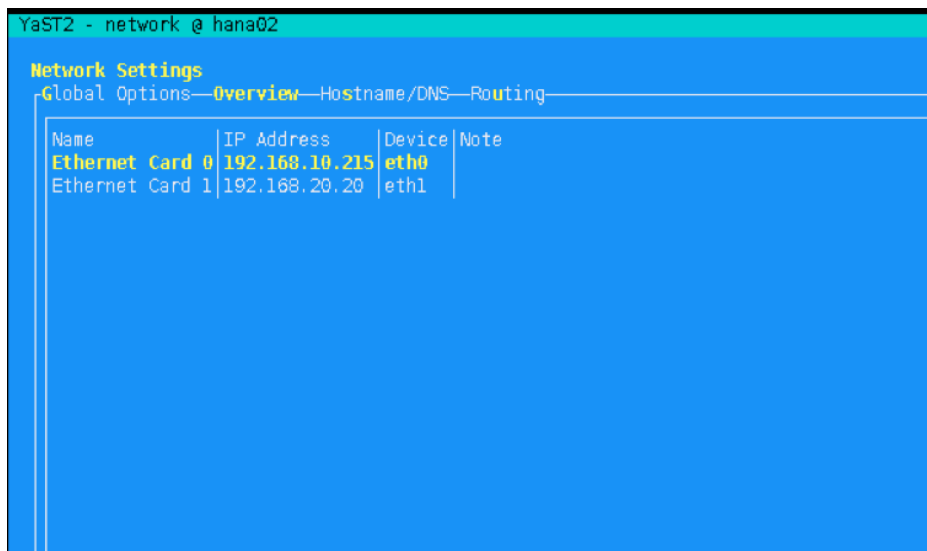 YaST2 - network @ hana02
Network Settings
Global Options—Overview—Hostname/DNS—Routing
Name |IP Address |Device|Note
Ethernet Card 0|192.168.10.215|eth0
Ethernet Card 1|192.168.20.20 |eth1